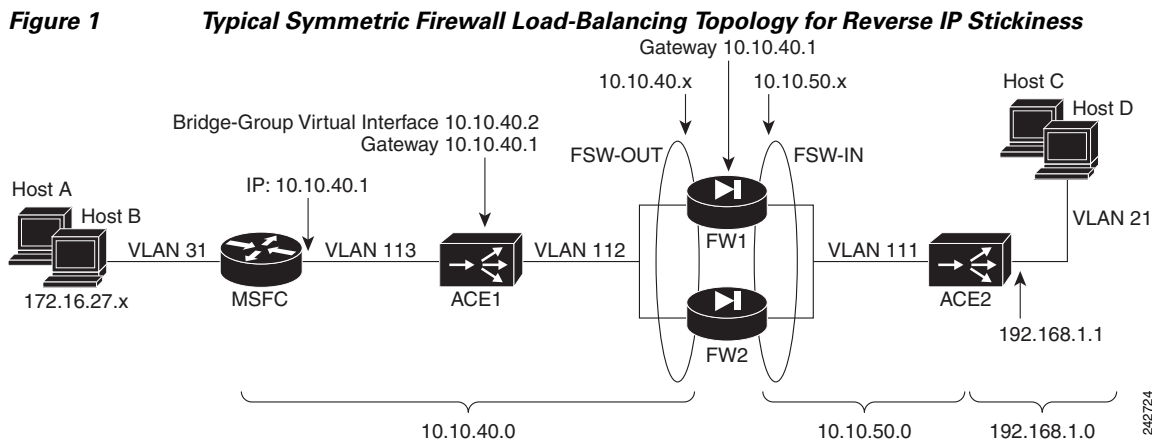 Figure 1 Typical Symmetric Firewall Load-Balancing Topology for Reverse IP Stickiness
Gateway 10.10.40.1
10.10.40.x
10.10.50.x
Host C
Host D
Bridge-Group Virtual Interface 10.10.40.2
Gateway 10.10.40.1
FSW-OUT
FSW-IN
IP: 10.10.40.1
Host A
Host B
VLAN 31
VLAN 113
VLAN 112
FW1
VLAN 111
VLAN 21
172.16.27.x
MSFC
ACE1
ACE2
FW2
192.168.1.1
10.10.40.0
10.10.50.0
192.168.1.0
242724